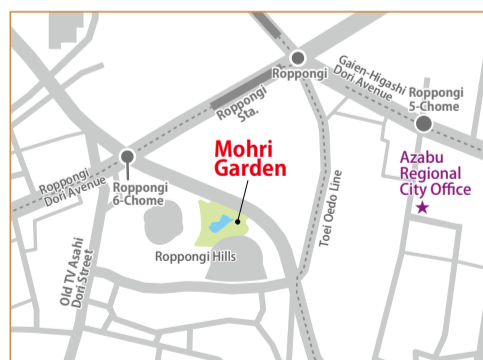 Roppongi
Gaien-Higashi
Dori Avenue
Roppongi
5-Chome
Roppongi
Sta.
Mohri
Garden
Azabu
Regional
City Office
Roppongi
Dori Avenue
Roppongi
6-Chome
Toei Oedo Line
Roppongi Hills
Old TV Asahi
Dori Street